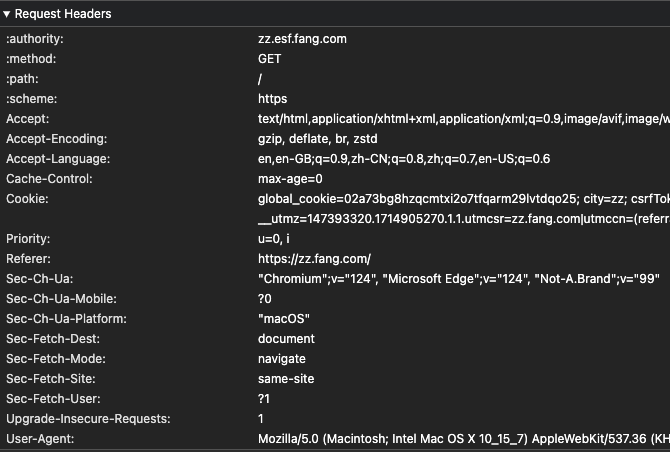 ▼ Request Headers
:authority: zz.esf.fang.com
:method: GET
:path: /
:scheme: https
Accept: text/html,application/xhtml+xml,application/xml;q=0.9,image/avif,image/w
Accept-Encoding: gzip, deflate, br, zstd
Accept-Language: en,en-GB;q=0.9,zh-CN;q=0.8,zh;q=0.7,en-US;q=0.6
Cache-Control: max-age=0
Cookie: global_cookie=02a73bg8hzqcmtxi2o7tfqarm29lvtdqo25; city=zz; csrfTok
__utmz=147393320.1714905270.1.1.utmcsr=zz.fang.com|utmccn=(referr
Priority: u=0, i
Referer: https://zz.fang.com/
Sec-Ch-Ua: "Chromium";v="124", "Microsoft Edge";v="124", "Not-A.Brand";v="99"
Sec-Ch-Ua-Mobile: ?0
Sec-Ch-Ua-Platform: "macOS"
Sec-Fetch-Dest: document
Sec-Fetch-Mode: navigate
Sec-Fetch-Site: same-site
Sec-Fetch-User: ?1
Upgrade-Insecure-Requests: 1
User-Agent: Mozilla/5.0 (Macintosh; Intel Mac OS X 10_15_7) AppleWebKit/537.36 (KH